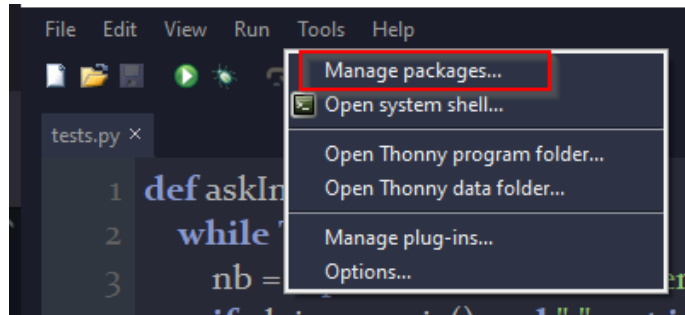 File Edit View Run Tools Help
Manage packages...
Open system shell...
tests.py ×
Open Thonny program folder...
Open Thonny data folder...
1 def askIn
2 while
Manage plug-ins...
3 nb =
Options...